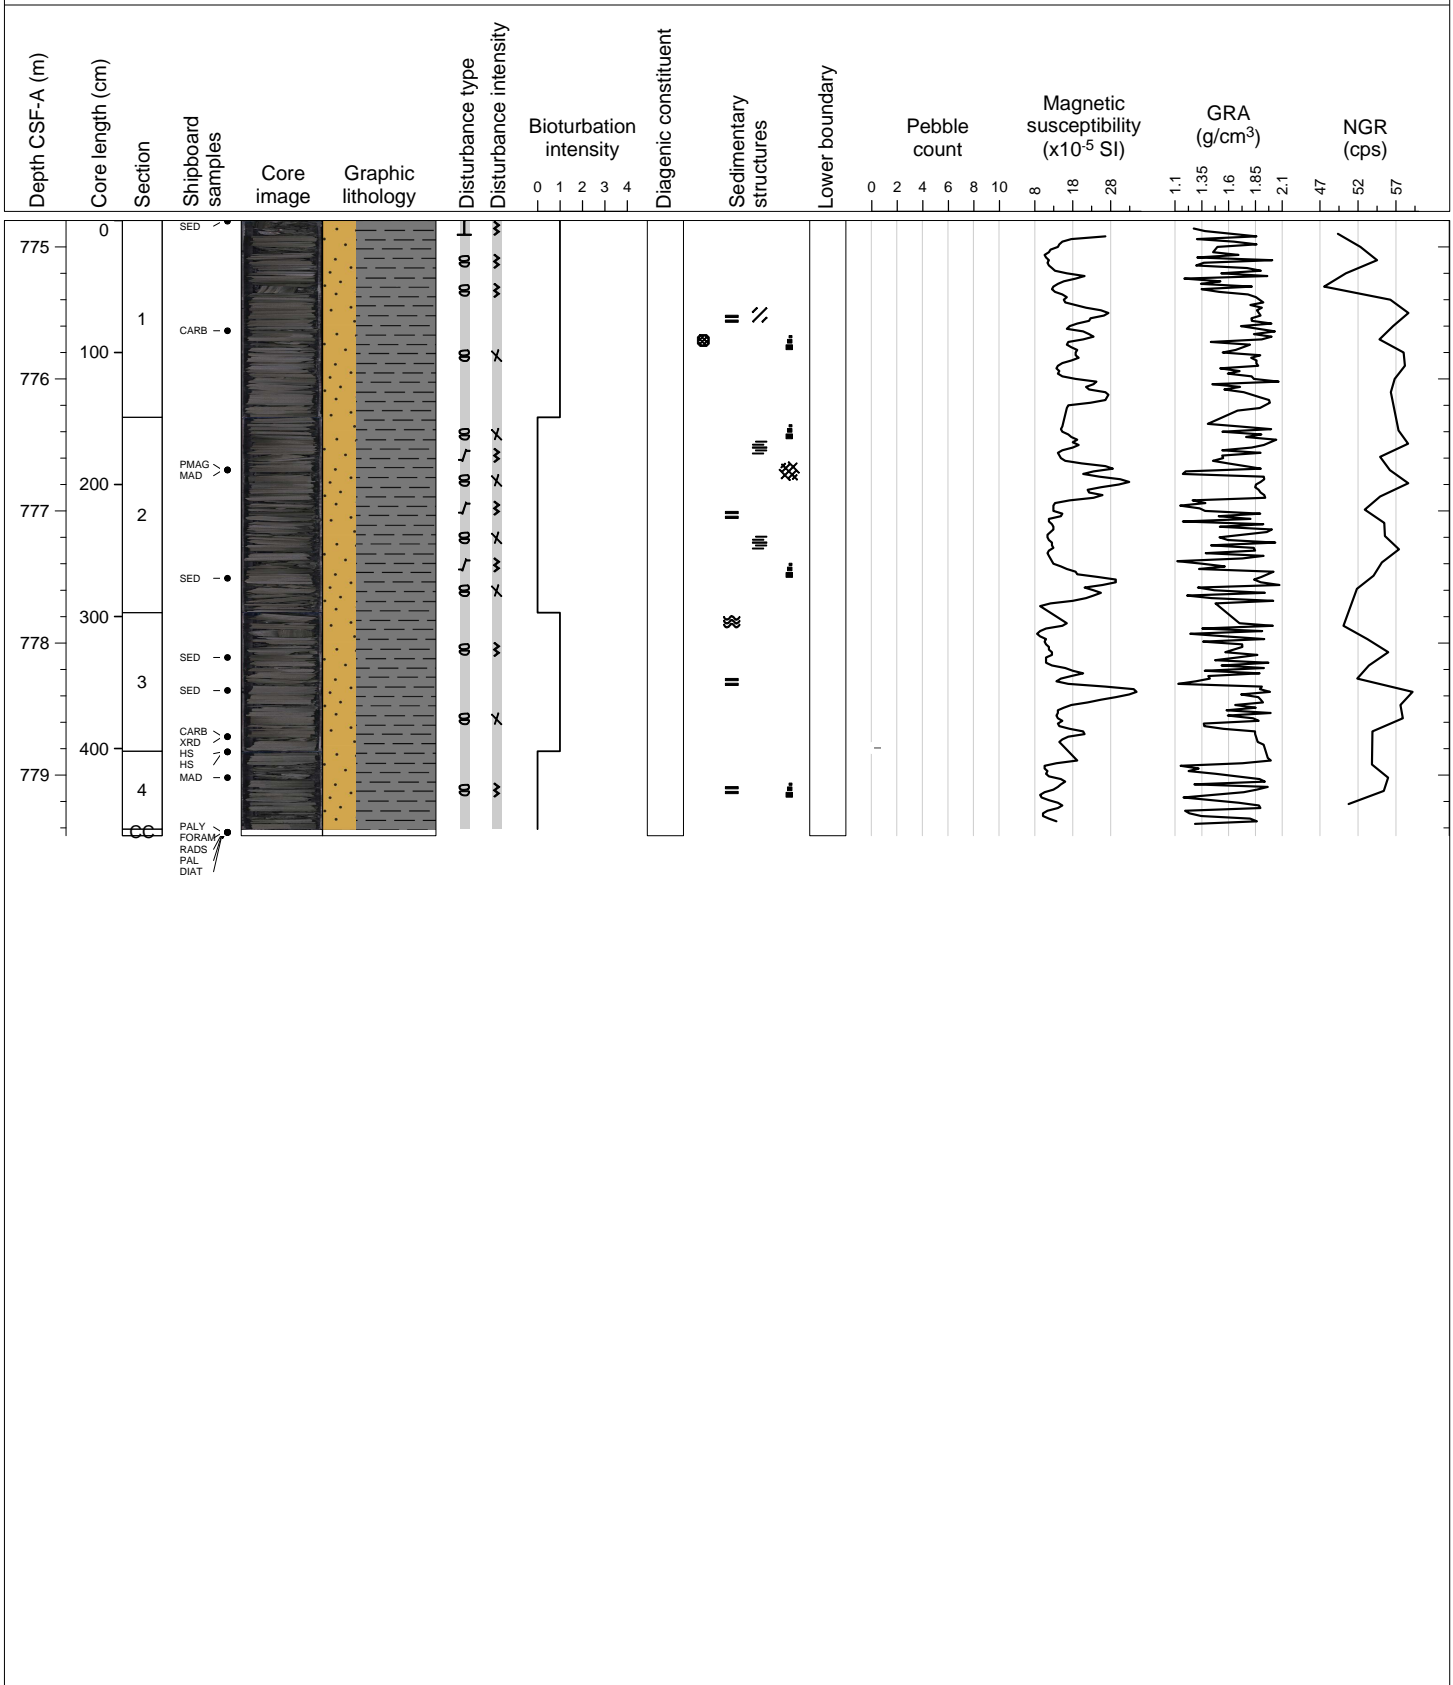 Depth CSF-A (m)
Core length (cm)
Section
Shipboard
samples
Core
image
Graphic
lithology
Disturbance type
Disturbance intensity
Bioturbation
intensity
0 1 2 3 4
Diagenic constituent
Sedimentary
structures
Lower boundary
Pebble
count
0 2 4 6 8 10
Magnetic
susceptibility
(x10-5 SI)
8 18 28
GRA
(g/cm3)
1.1 1.35 1.6 1.85 2.1
NGR
(cps)
47 52 57
0
SED
775
1
CARB
100
776
PMAG
MAD
200
777
2
SED
300
778
SED
3
SED
CARB
XRD
400
HS
HS
779
MAD
4
PALY
CC
FORAM
RADS
PAL
DIAT